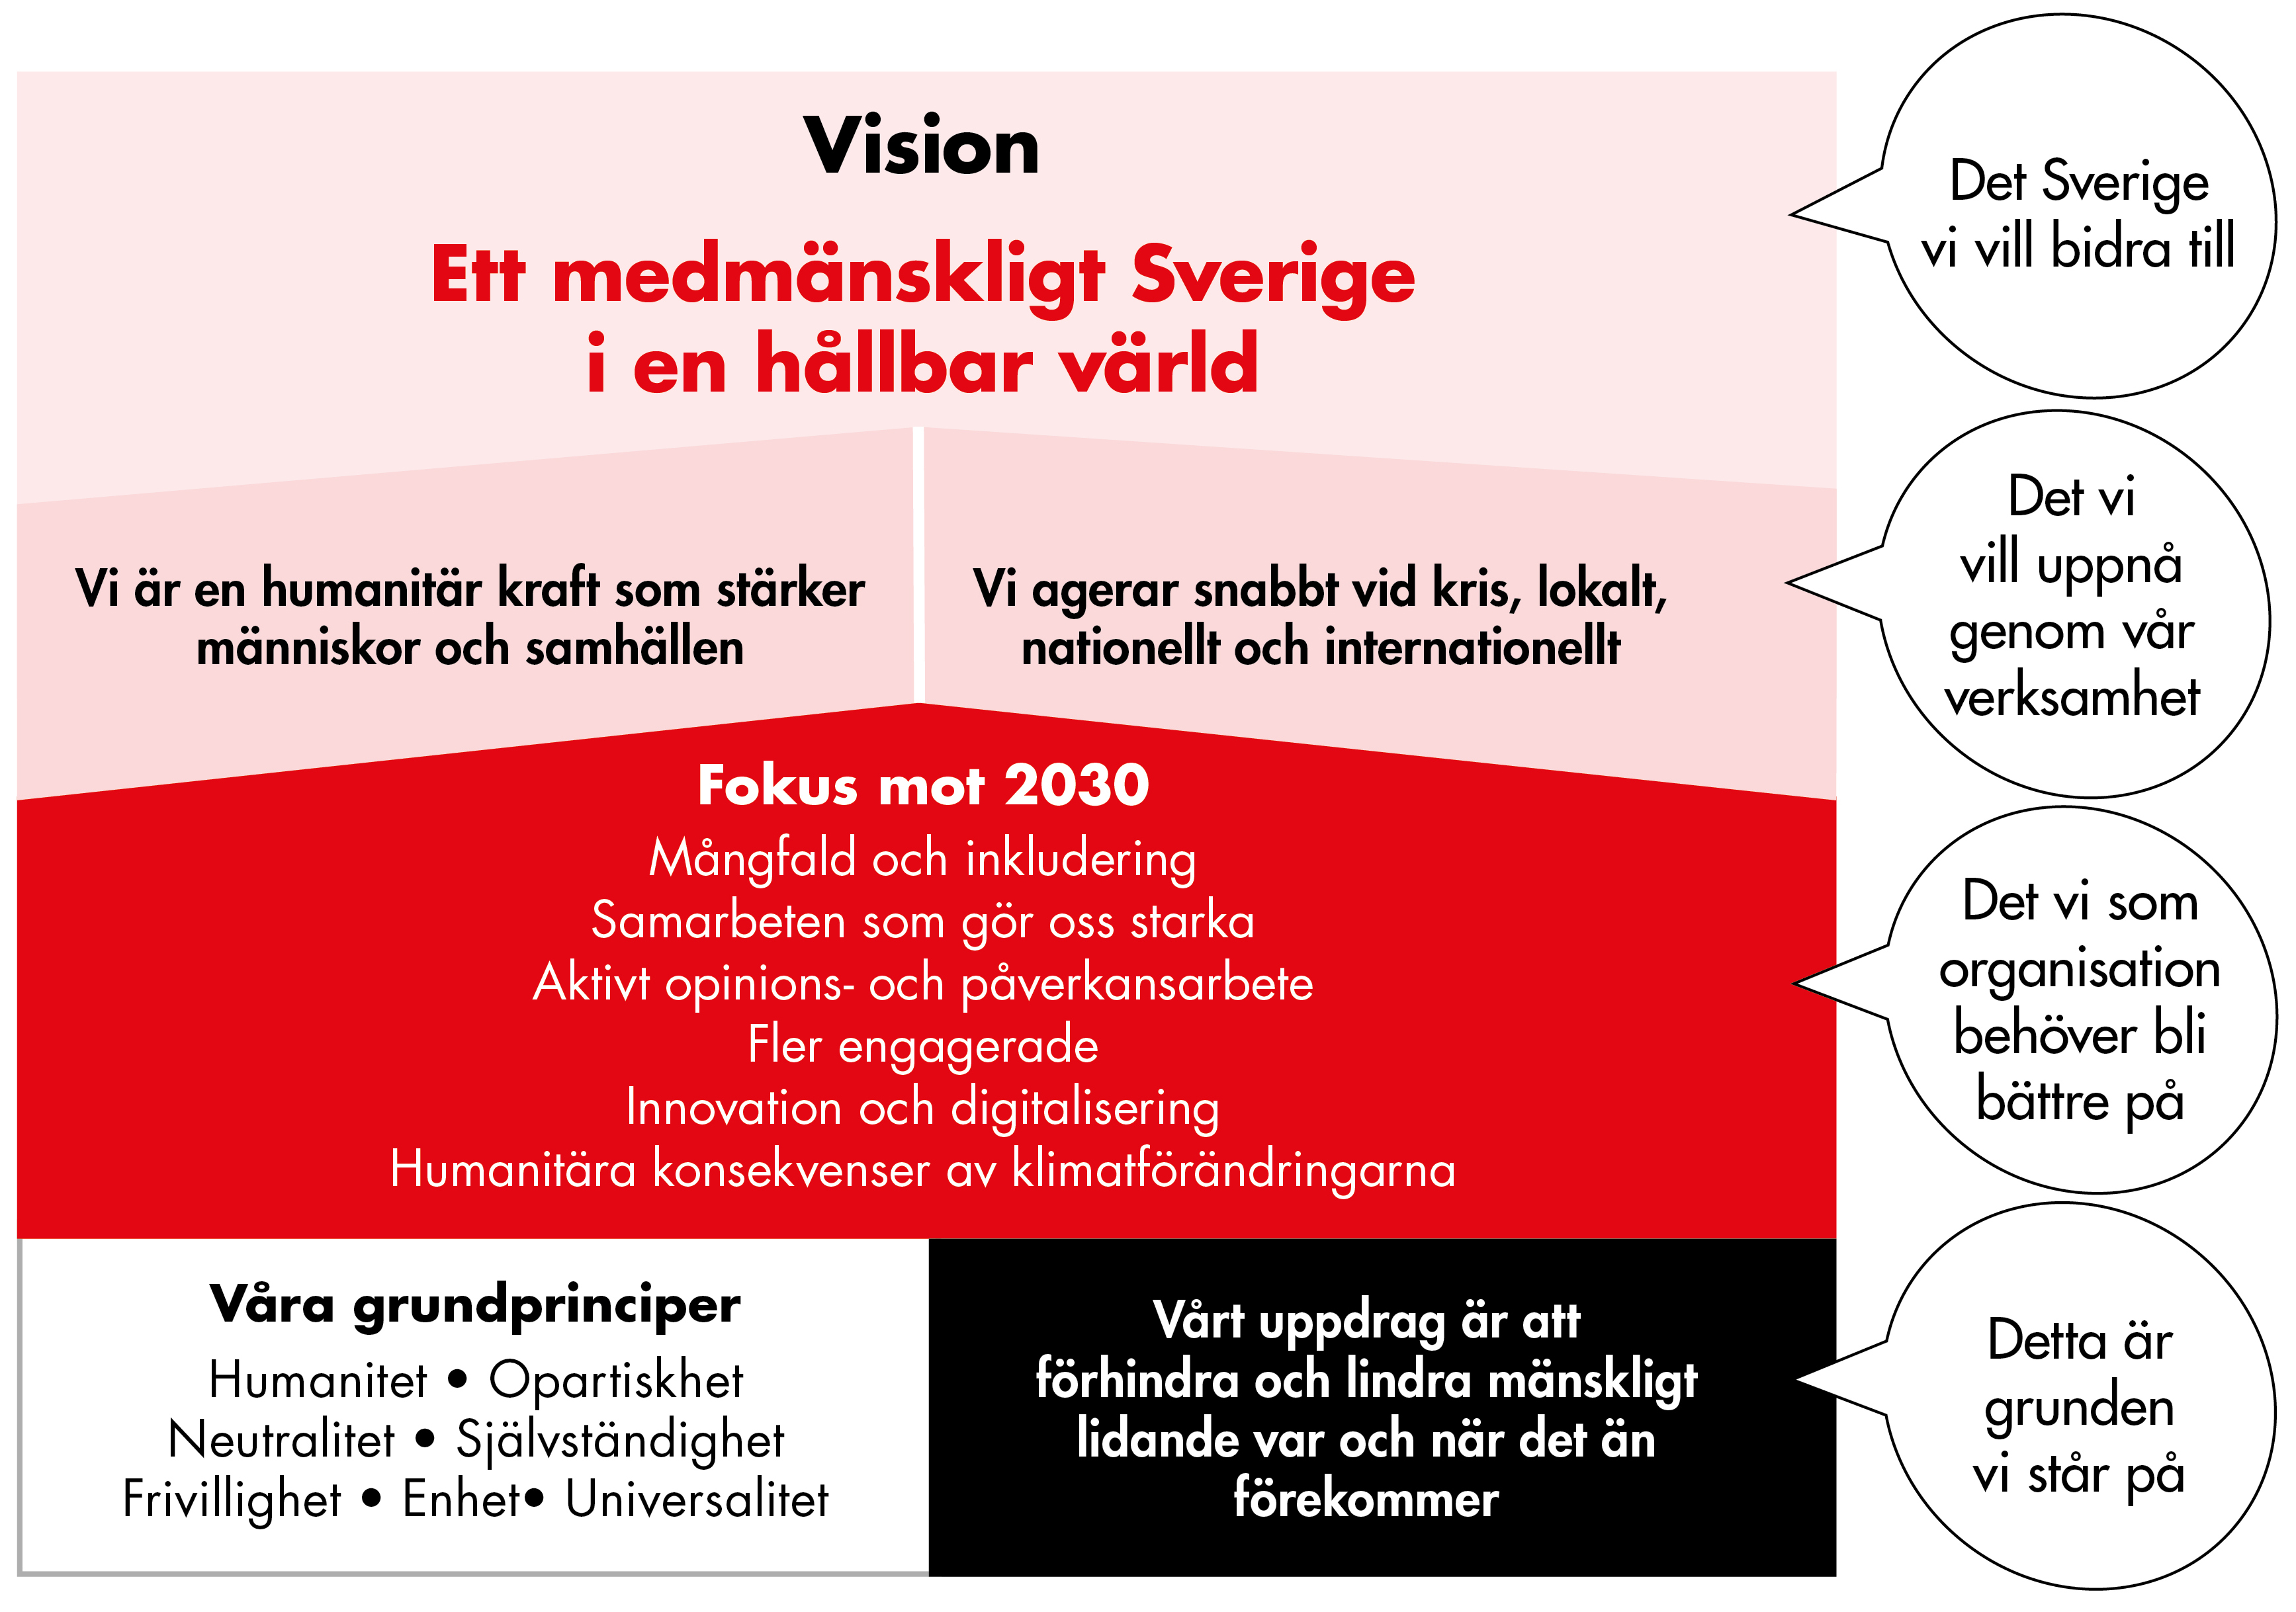 Vision
Ett medmänskligt Sverige
i en hållbar värld
Det Sverige
vi vill bidra till
Vi är en humanitär kraft som stärker
människor och samhällen
Vi agerar snabbt vid kris, lokalt,
nationellt och internationellt
Det vi
vill uppnå
genom vår
verksamhet
Fokus mot 2030
Mångfald och inkludering
Samarbeten som gör oss starka
Aktivt opinions- och påverkansarbete
Fler engagerade
Innovation och digitalisering
Humanitära konsekvenser av klimatförändringarna
Det vi som
organisation
behöver bli
bättre på
Våra grundprinciper
Humanitet • Opartiskhet
Neutralitet • Självständighet
Frivillighet • Enhet• Universalitet
Vårt uppdrag är att
förhindra och lindra mänskligt
lidande var och när det än
förekommer
Detta är
grunden
vi står på